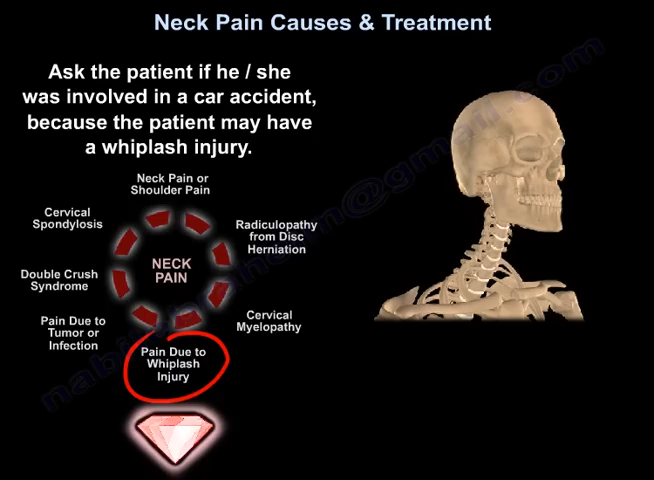 Neck Pain Causes & Treatment
Ask the patient if he / she
was involved in a car accident,
because the patient may have
a whiplash injury.
Neck Pain or
Shoulder Pain
Cervical
Spondylosis
Radiculopathy
from Disc
Herniation
NECK
PAIN
Double Crush
Syndrome
Cervical
Myelopathy
Pain Due to
Tumor or
Infection
Pain Due to
Whiplash
Injury